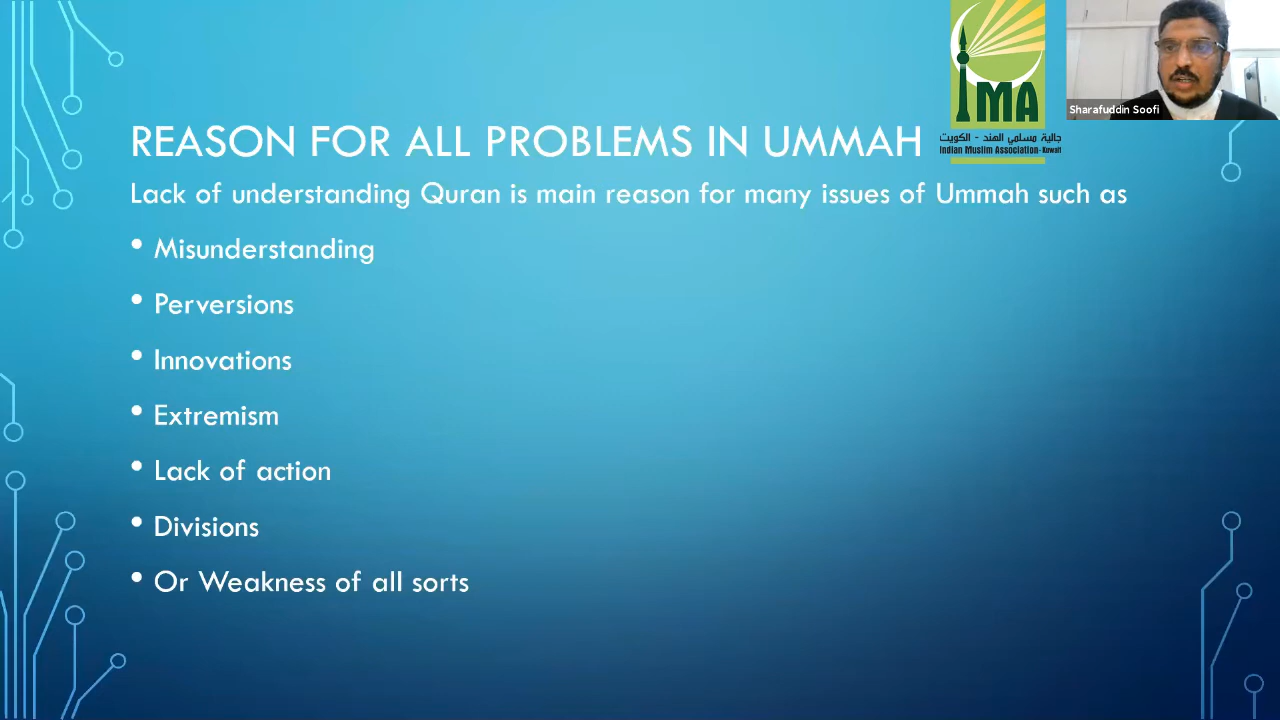 IMA
Sharafuddin Soofi
جالية مسلمي الهند - الكويت
Indian Muslim Association-Kuwait
REASON FOR ALL PROBLEMS IN UMMAH
Lack of understanding Quran is main reason for many issues of Ummah such as
• Misunderstanding
• Perversions
• Innovations
• Extremism
• Lack of action
• Divisions
• Or Weakness of all sorts